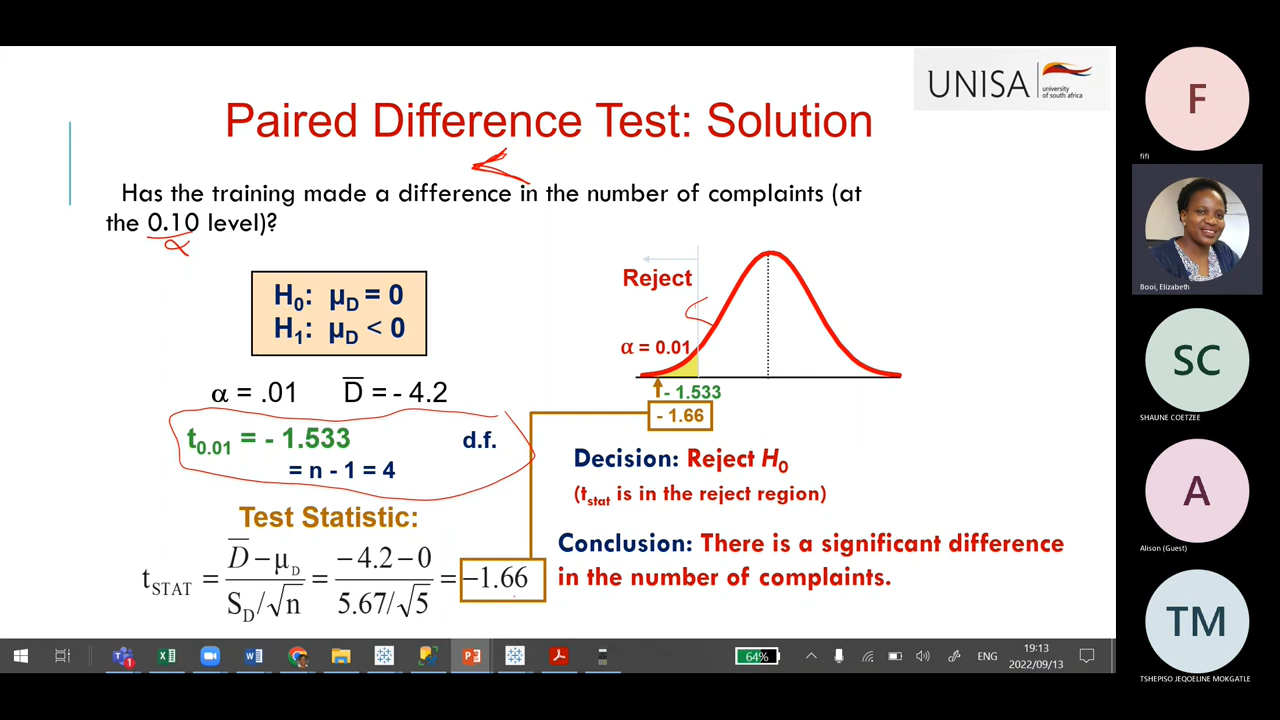 UNISA
university
of south africa
Paired Difference Test: Solution
<
Has the training made a difference in the number of complaints (at
the 0.10 level)?
α
H₀: μD = 0
H₁: μD < 0
α = .01 D̅ = - 4.2
t0.01 = - 1.533 d.f.
= n - 1 = 4
Test Statistic:
tSTAT = D̅ − μD / SD/√n = −4.2 − 0 / 5.67/√5 = −1.66
Reject
α = 0.01
- 1.533
- 1.66
Decision: Reject H₀
(tstat is in the reject region)
Conclusion: There is a significant difference
in the number of complaints.
F
fifi
Booi, Elizabeth
SC
SHAUNE COETZEE
A
Alison (Guest)
TM
TSHEPISO JEQOELINE MOKGATLE
1
64%
ENG
19:13
2022/09/13